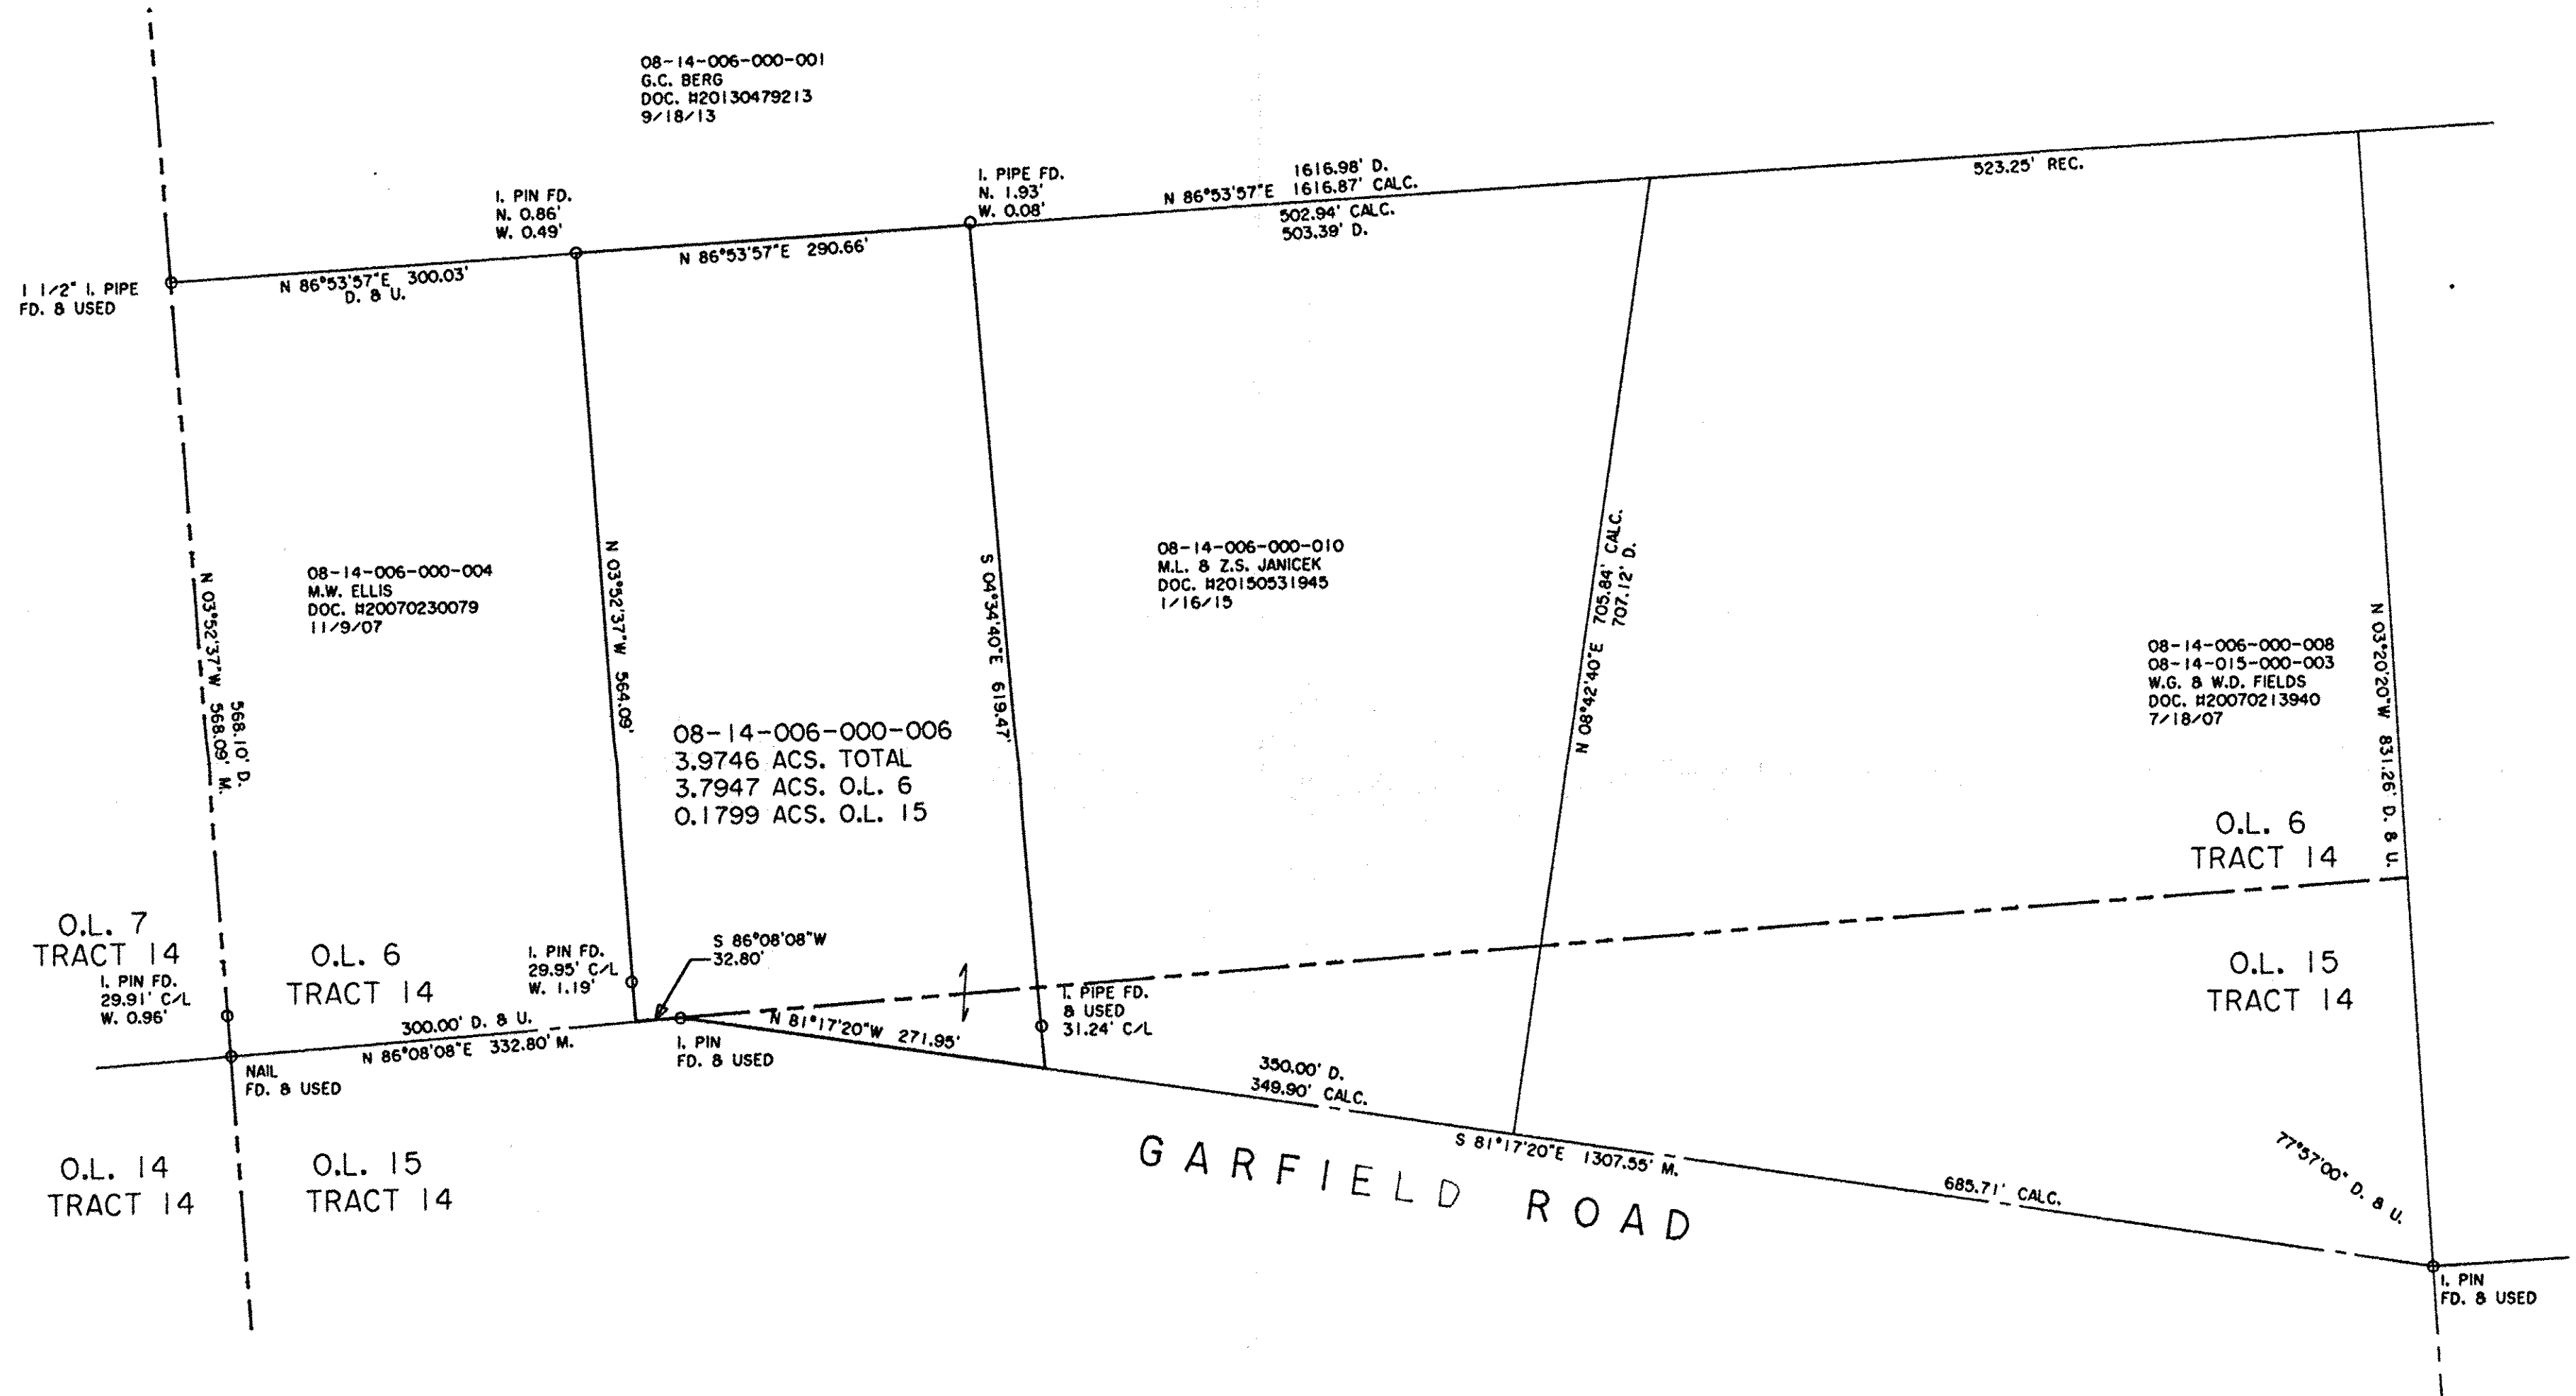 08-14-006-000-001
G.C. BERG
DOC. #20130479213
9/18/13
I. PIN FD.
N. 0.86'
W. 0.49'
I. PIPE FD.
N. 1.93'
W. 0.08'
1616.98' D.
N 86°53'57"E 1616.87' CALC.
502.94' CALC.
503.39' D.
523.25' REC.
1 1/2" I. PIPE
FD. & USED
N 86°53'57"E 300.03'
D. & U.
N 86°53'57"E 290.66'
N 03°52'37"W 568.09' M.
568.10' D.
08-14-006-000-004
M.W. ELLIS
DOC. #20070230079
11/9/07
N 03°52'37"W 564.09'
08-14-006-000-006
3.9746 ACS. TOTAL
3.7947 ACS. O.L. 6
0.1799 ACS. O.L. 15
S 04°34'40"E 619.47'
08-14-006-000-010
M.L. & Z.S. JANICEK
DOC. #20150531945
1/16/15
N 08°42'40"E 705.84' CALC.
707.12' D.
08-14-006-000-008
08-14-015-000-003
W.G. & W.D. FIELDS
DOC. #20070213940
7/18/07
N 03°20'20"W 831.26' D. & U.
O.L. 6
TRACT 14
O.L. 15
TRACT 14
O.L. 7
TRACT 14
I. PIN FD.
29.91' C/L
W. 0.96'
O.L. 6
TRACT 14
I. PIN FD.
29.95' C/L
W. 1.19'
S 86°08'08"W
32.80'
300.00' D. & U.
N 86°08'08"E 332.80' M.
NAIL
FD. & USED
I. PIN
FD. & USED
N 81°17'20"W 271.95'
I. PIPE FD.
& USED
31.24' C/L
350.00' D.
349.90' CALC.
S 81°17'20"E 1307.55' M.
685.71' CALC.
77°57'00" D. & U.
GARFIELD ROAD
O.L. 14
TRACT 14
O.L. 15
TRACT 14
I. PIN
FD. & USED